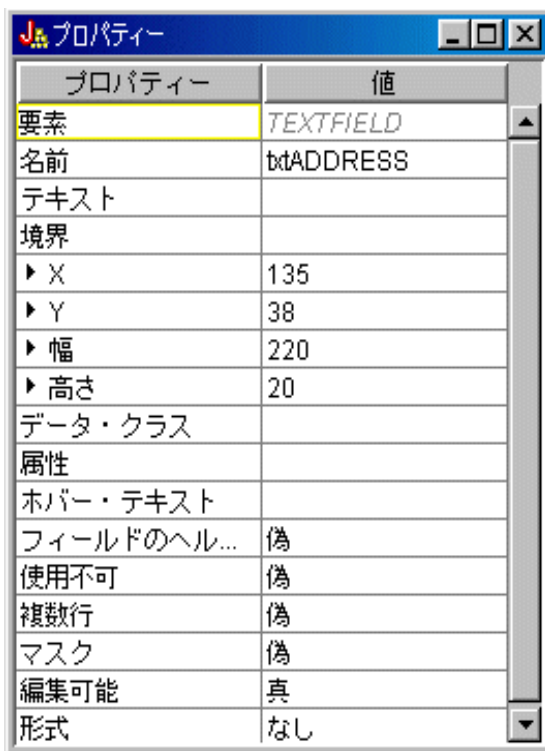 プロパティー
プロパティー 値
要素 TEXTFIELD
名前 txtADDRESS
テキスト
境界
X 135
Y 38
幅 220
高さ 20
データ・クラス
属性
ホバー・テキスト
フィールドのヘル... 偽
使用不可 偽
複数行 偽
マスク 偽
編集可能 真
形式 なし